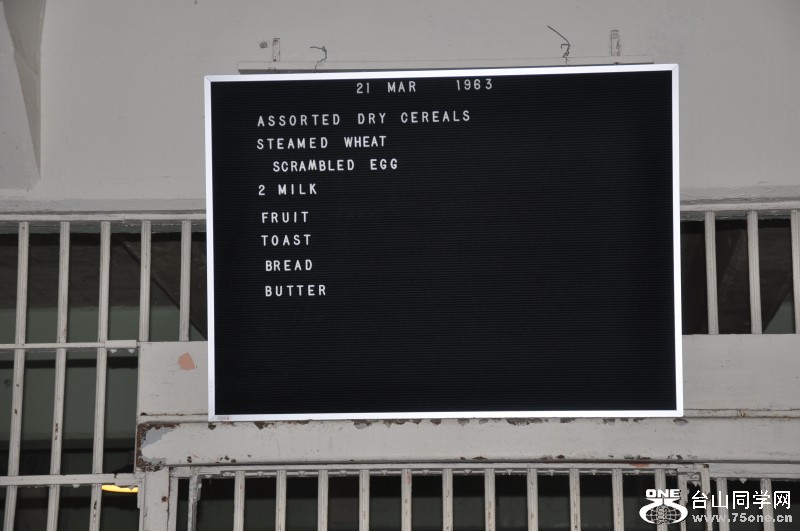 21 MAR 1963
ASSORTED DRY CEREALS
STEAMED WHEAT
SCRAMBLED EGG
2 MILK
FRUIT
TOAST
BREAD
BUTTER
ONE 台山同学网
www.75one.cn